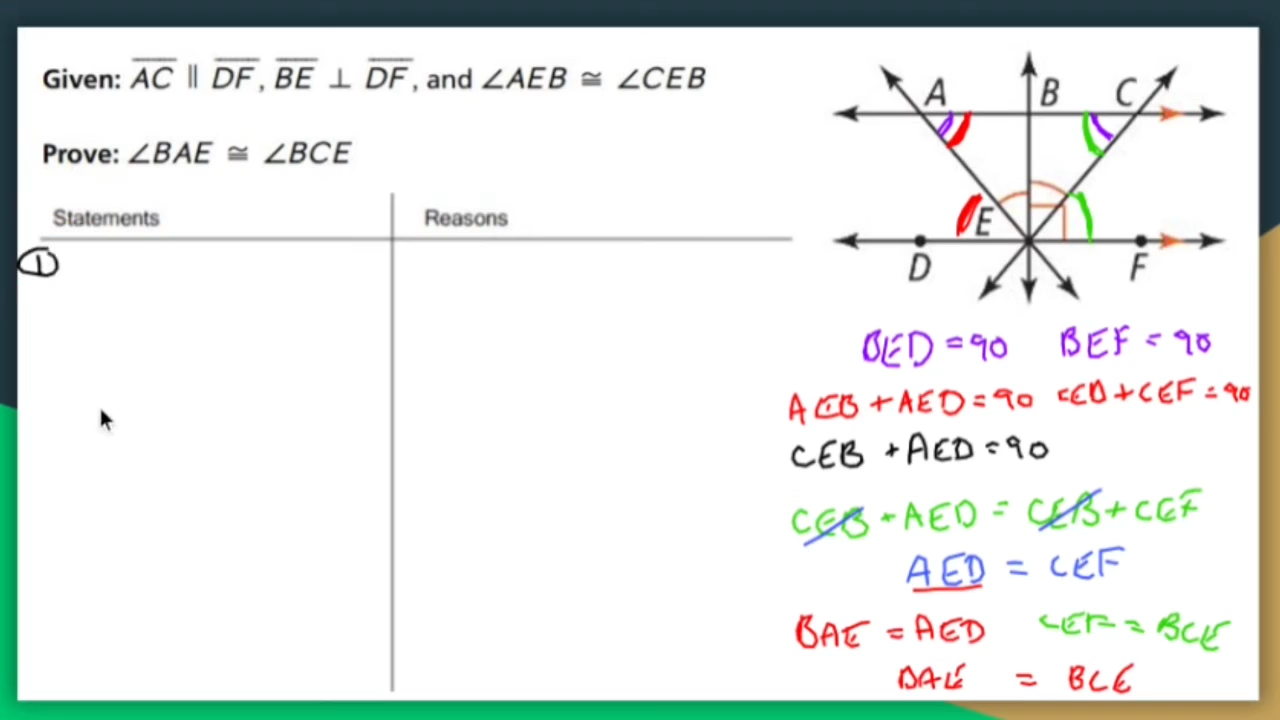 Given: AC ∥ DF, BE ⊥ DF, and ∠AEB ≅ ∠CEB
Prove: ∠BAE ≅ ∠BCE
Statements Reasons
1
A B C
E
D F
BED = 90 BEF = 90
AEB + AED = 90 CEB + CEF = 90
CEB + AED = 90
CEB + AED = CEB + CEF
AED = CEF
BAE = AED CEF = BCE
BAE = BCE